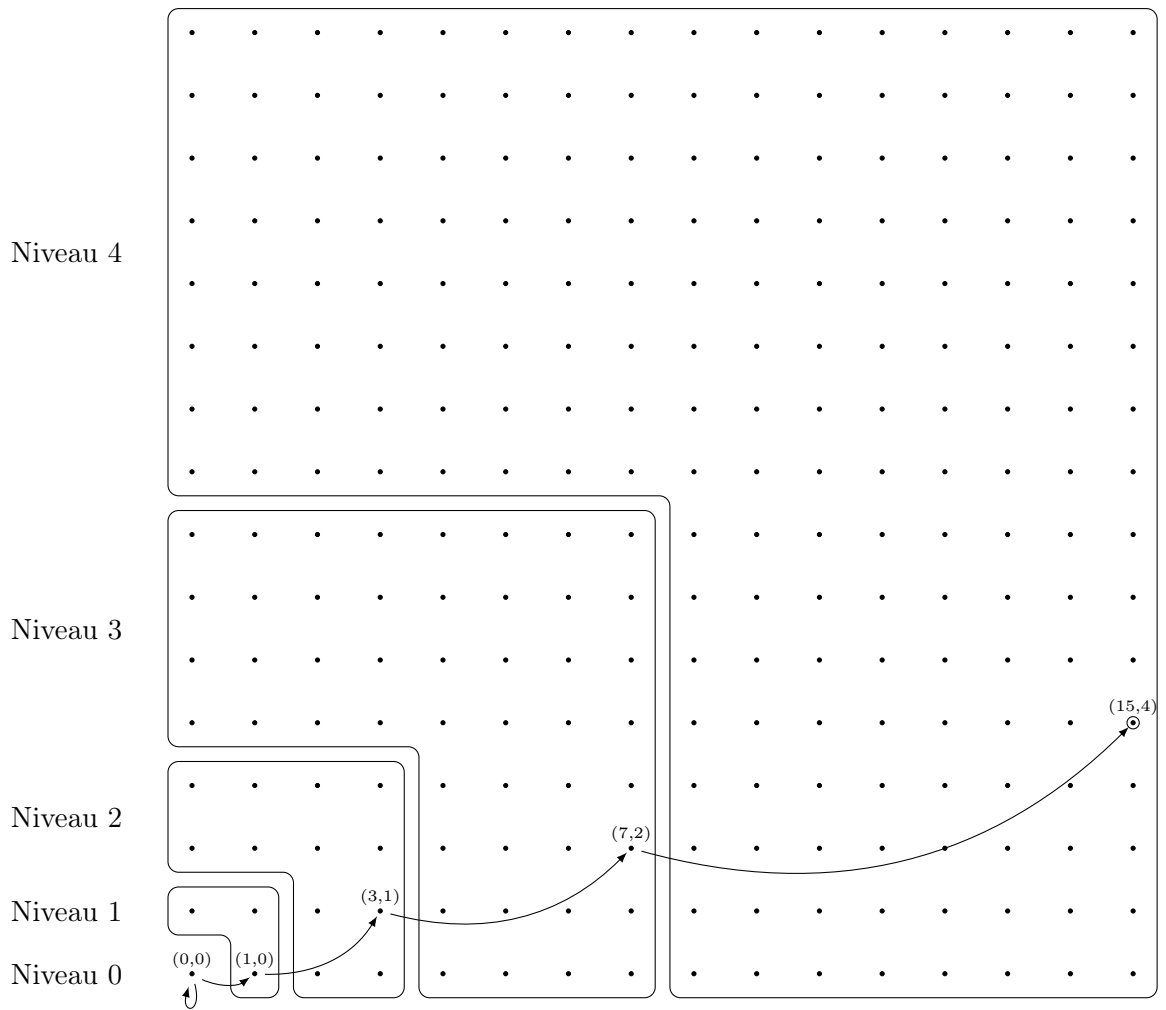 Niveau 4
Niveau 3
(15,4)
Niveau 2
(7,2)
Niveau 1
(3,1)
Niveau 0
(0,0)
(1,0)